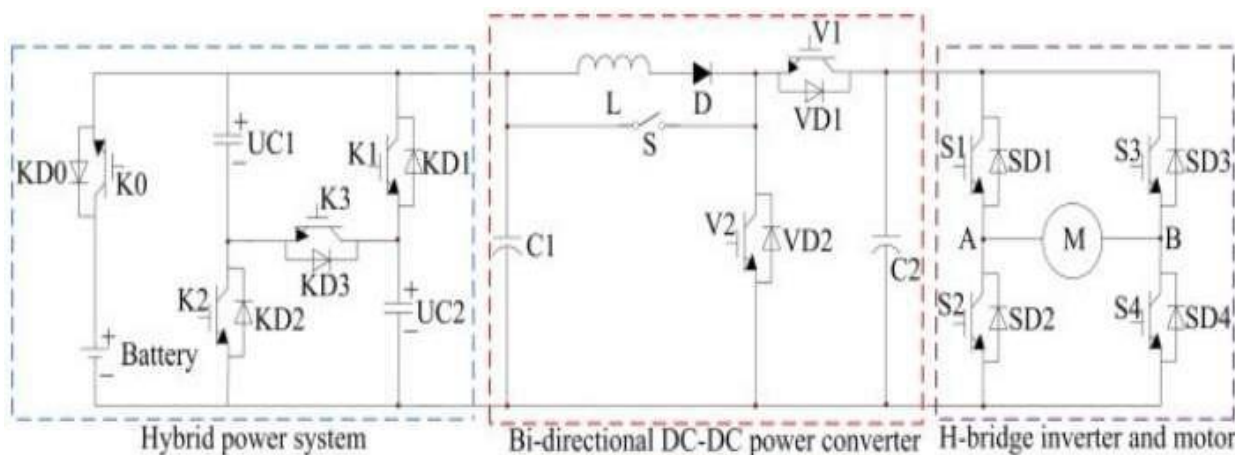 V1
L
D
VD1
S
+
UC1
-
K1
KD1
S1
SD1
S3
SD3
KD0
K0
K3
KD3
C1
V2
VD2
C2
A
M
B
K2
KD2
+
UC2
-
S2
SD2
S4
SD4
+
Battery
-
Hybrid power system
Bi-directional DC-DC power converter
H-bridge inverter and motor